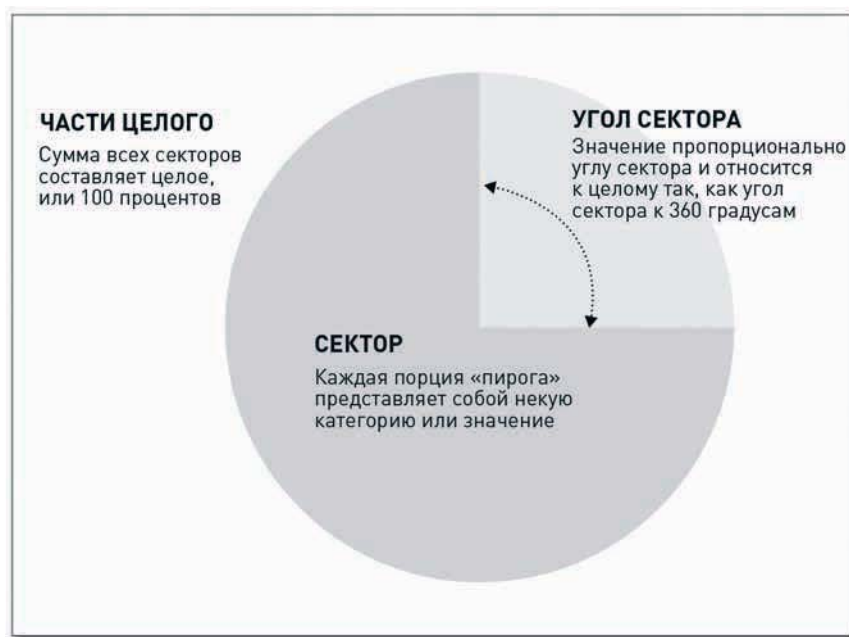 ЧАСТИ ЦЕЛОГО
Сумма всех секторов
составляет целое,
или 100 процентов
УГОЛ СЕКТОРА
Значение пропорционально
углу сектора и относится
к целому так, как угол
сектора к 360 градусам
СЕКТОР
Каждая порция «пирога»
представляет собой некую
категорию или значение